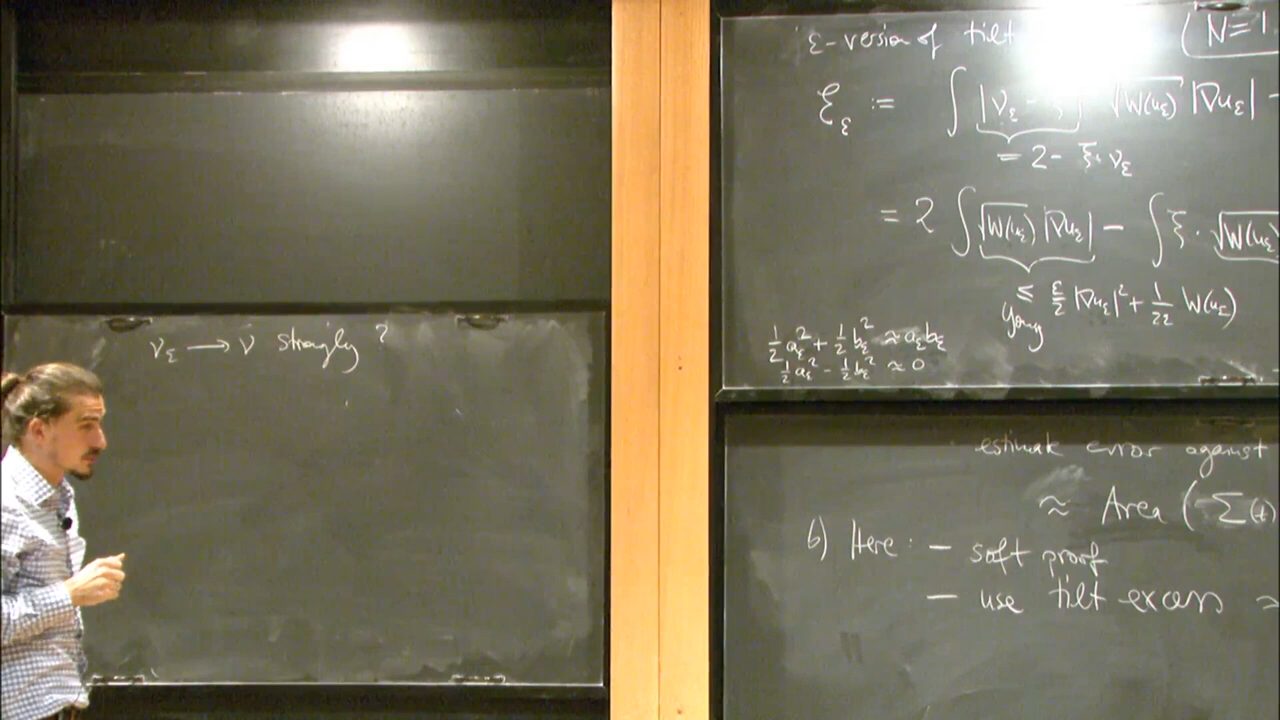 ν_ε → ν strongly ?
ε-version of tilt (N=1
ℰ_ε := ∫ |ν_ε - ξ| √W(u_ε) |∇u_ε|
= 2 - ξ·ν_ε
= 2 ∫ √W(u_ε) |∇u_ε| - ∫ ξ · √W(u_ε)
≤ ε/2 |∇u_ε|² + 1/2ε W(u_ε)
Young
1/2 a_ε² + 1/2 b_ε² ≈ a_ε b_ε
1/2 a_ε² - 1/2 b_ε² ≈ 0
estimate error against
≈ Area ( Σ(t)
b) Here: - soft proof
- use tilt excess ≈